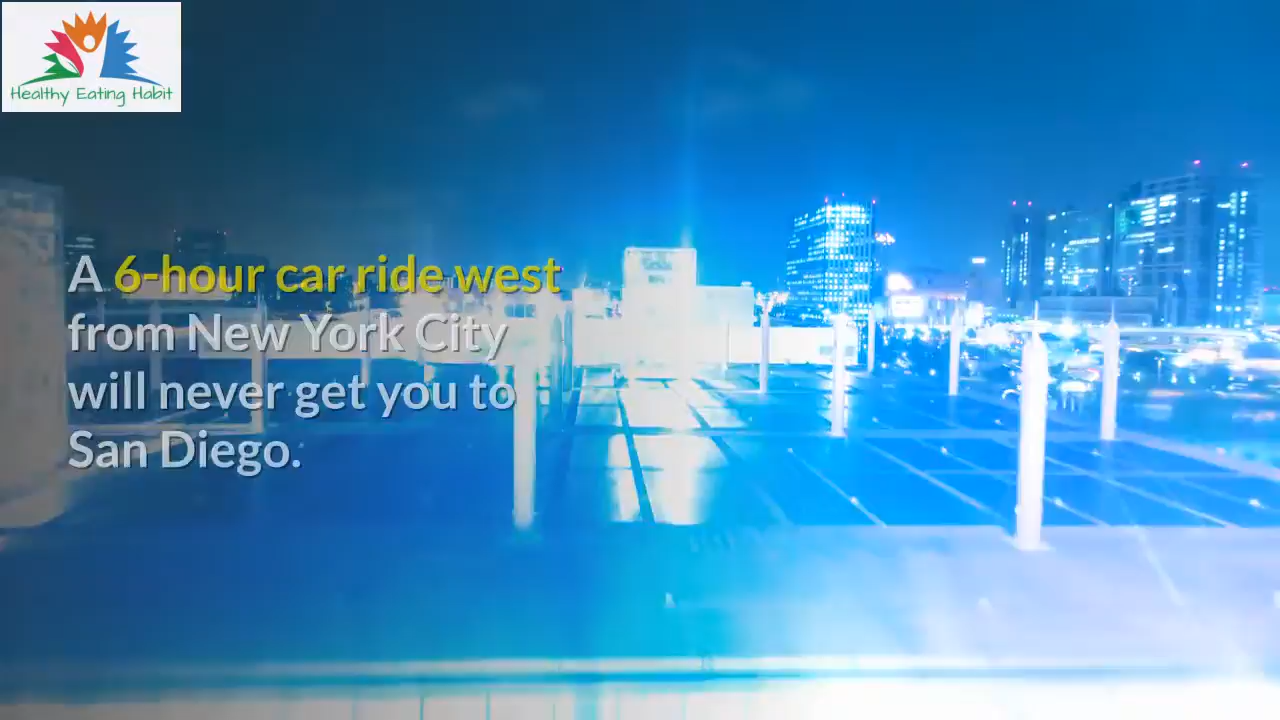 Healthy Eating Habit
A 6-hour car ride west
from New York City
will never get you to
San Diego.